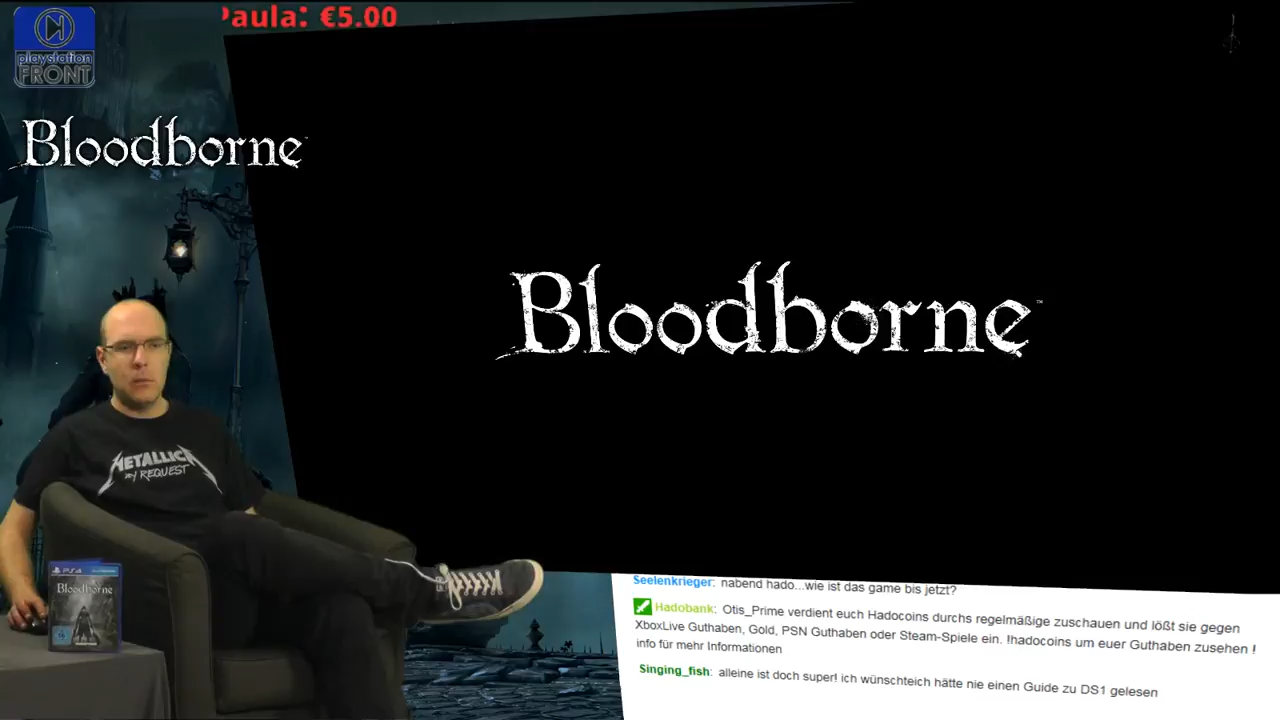 Paula: €5.00
playstation
FRONT
Bloodborne™
Bloodborne™
METALLICA
BY REQUEST
PS4
Bloodborne
Seelenkrieger: nabend hado...wie ist das game bis jetzt?
Hadobank: Otis_Prime verdient euch Hadocoins durchs regelmäßige zuschauen und lößt sie gegen
XboxLive Guthaben, Gold, PSN Guthaben oder Steam-Spiele ein. !hadocoins um euer Guthaben zusehen !
info für mehr Informationen
Singing_fish: alleine ist doch super! ich wünschteich hätte nie einen Guide zu DS1 gelesen